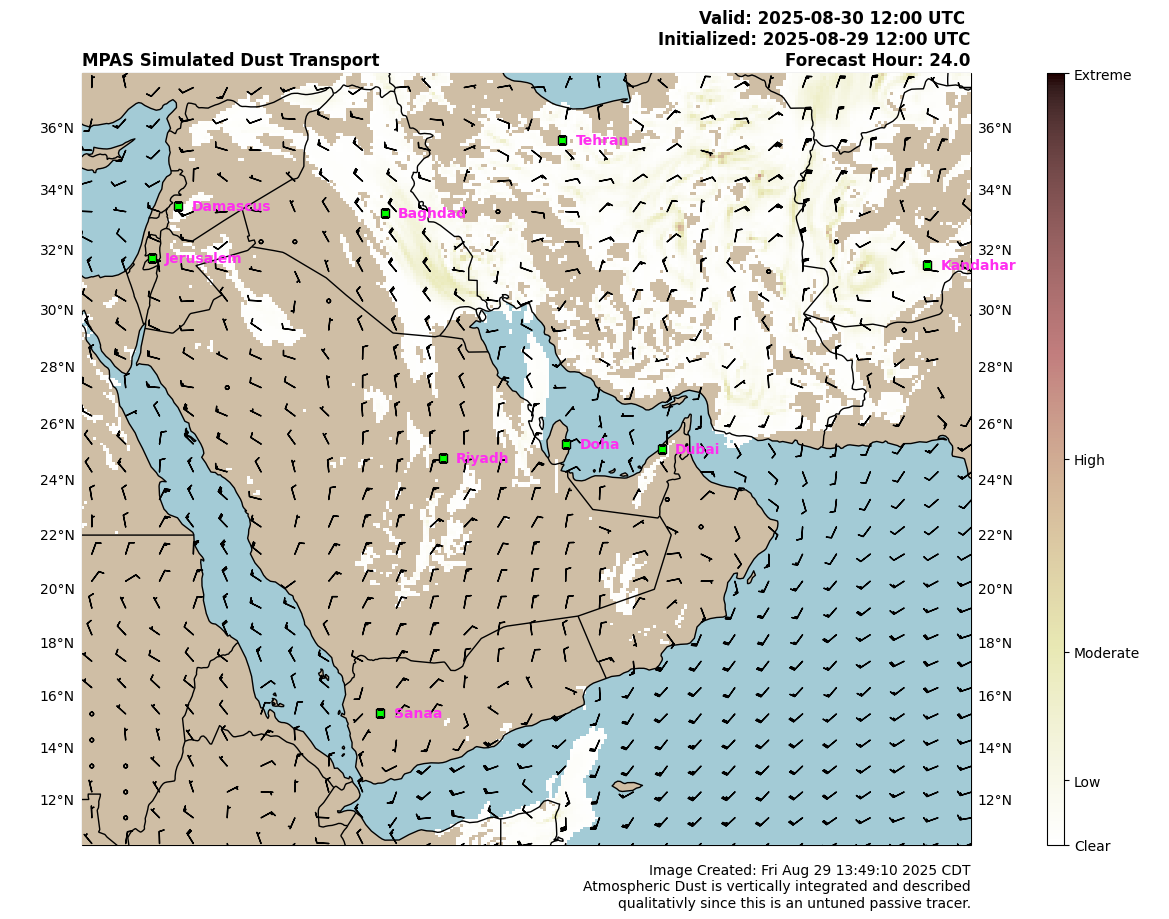 Valid: 2025-08-30 12:00 UTC
Initialized: 2025-08-29 12:00 UTC
MPAS Simulated Dust Transport
Forecast Hour: 24.0
Extreme
36°N
Tehran
36°N
34°N
34°N
Damascus
Baghdad
32°N
32°N
Jerusalem
Kandahar
30°N
30°N
28°N
28°N
26°N
26°N
Doha
Dubai
Riyadh
High
24°N
24°N
22°N
22°N
20°N
20°N
18°N
18°N
Moderate
16°N
16°N
Sanaa
14°N
14°N
Low
12°N
12°N
Clear
Image Created: Fri Aug 29 13:49:10 2025 CDT
Atmospheric Dust is vertically integrated and described
qualitativly since this is an untuned passive tracer.